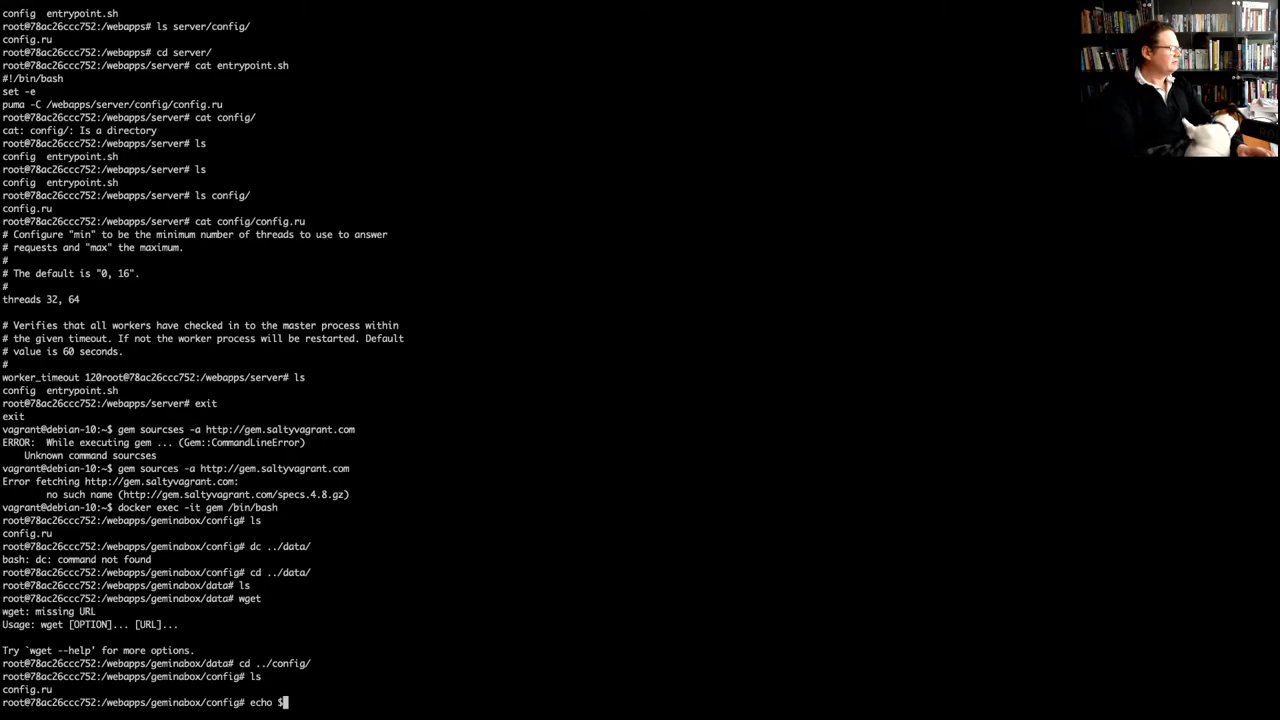 config  entrypoint.sh
root@78ac26ccc752:/webapps# ls server/config/
config.ru
root@78ac26ccc752:/webapps# cd server/
root@78ac26ccc752:/webapps/server# cat entrypoint.sh
#!/bin/bash
set -e
puma -C /webapps/server/config/config.ru
root@78ac26ccc752:/webapps/server# cat config/
cat: config/: Is a directory
root@78ac26ccc752:/webapps/server# ls
config  entrypoint.sh
root@78ac26ccc752:/webapps/server# ls
config  entrypoint.sh
root@78ac26ccc752:/webapps/server# ls config/
config.ru
root@78ac26ccc752:/webapps/server# cat config/config.ru
# Configure "min" to be the minimum number of threads to use to answer
# requests and "max" the maximum.
#
# The default is "0, 16".
#
threads 32, 64
# Verifies that all workers have checked in to the master process within
# the given timeout. If not the worker process will be restarted. Default
# value is 60 seconds.
#
worker_timeout 120root@78ac26ccc752:/webapps/server# ls
config  entrypoint.sh
root@78ac26ccc752:/webapps/server# exit
exit
vagrant@debian-10:~$ gem sourcses -a http://gem.saltyvagrant.com
ERROR:  While executing gem ... (Gem::CommandLineError)
    Unknown command sourcses
vagrant@debian-10:~$ gem sources -a http://gem.saltyvagrant.com
Error fetching http://gem.saltyvagrant.com:
        no such name (http://gem.saltyvagrant.com/specs.4.8.gz)
vagrant@debian-10:~$ docker exec -it gem /bin/bash
root@78ac26ccc752:/webapps/geminabox/config# ls
config.ru
root@78ac26ccc752:/webapps/geminabox/config# dc ../data/
bash: dc: command not found
root@78ac26ccc752:/webapps/geminabox/config# cd ../data/
root@78ac26ccc752:/webapps/geminabox/data# ls
root@78ac26ccc752:/webapps/geminabox/data# wget
wget: missing URL
Usage: wget [OPTION]... [URL]...
Try `wget --help' for more options.
root@78ac26ccc752:/webapps/geminabox/data# cd ../config/
root@78ac26ccc752:/webapps/geminabox/config# ls
config.ru
root@78ac26ccc752:/webapps/geminabox/config# echo $